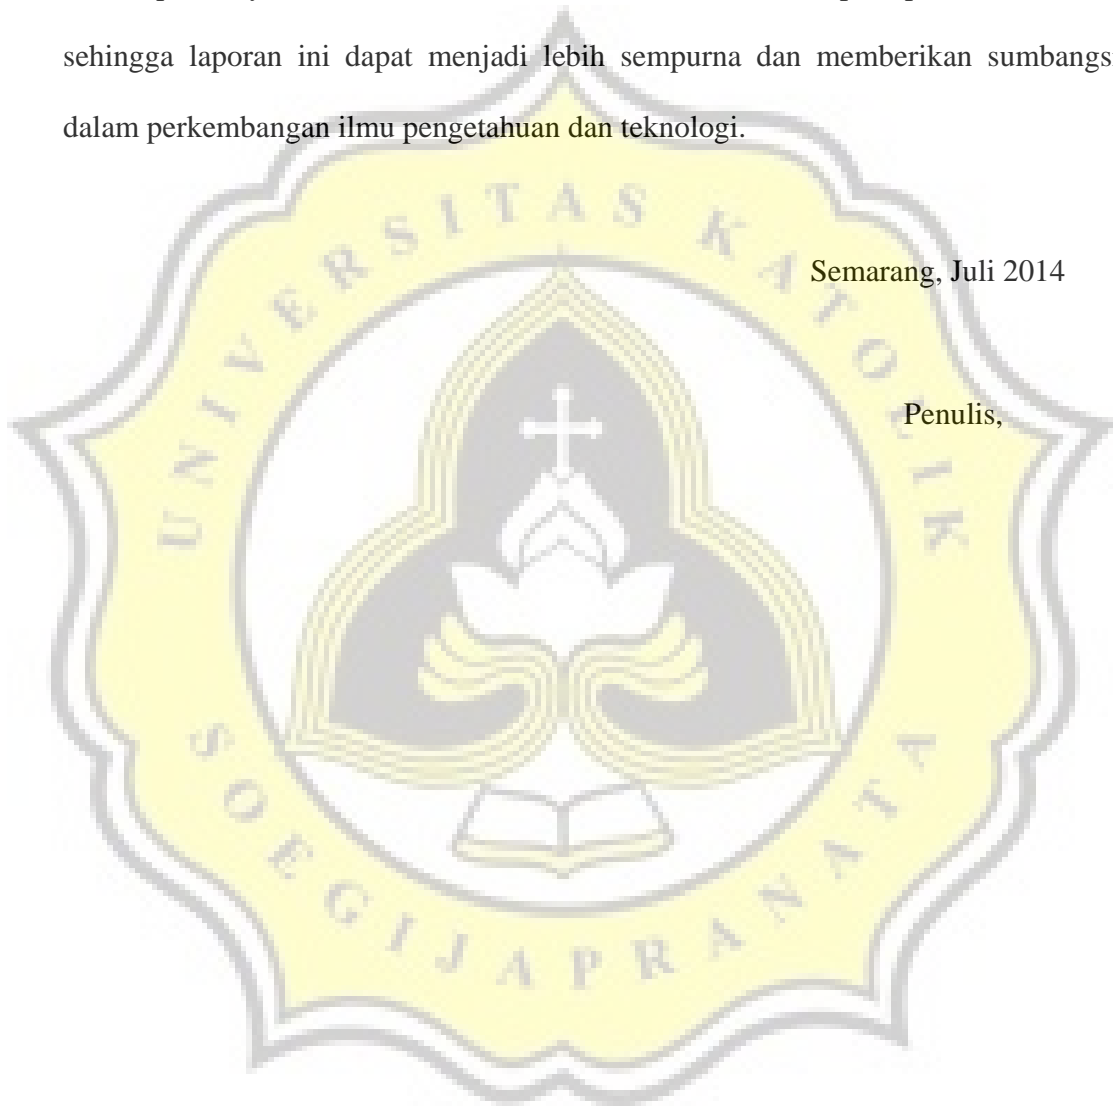 sehingga laporan ini dapat menjadi lebih sempurna dan memberikan
dalam perkembangan ilmu pengetahuan dan teknologi.
Semarang, Juli 2014
Penulis,
UNIVERSITAS KATOLIK
SOEGIJAPRANATA